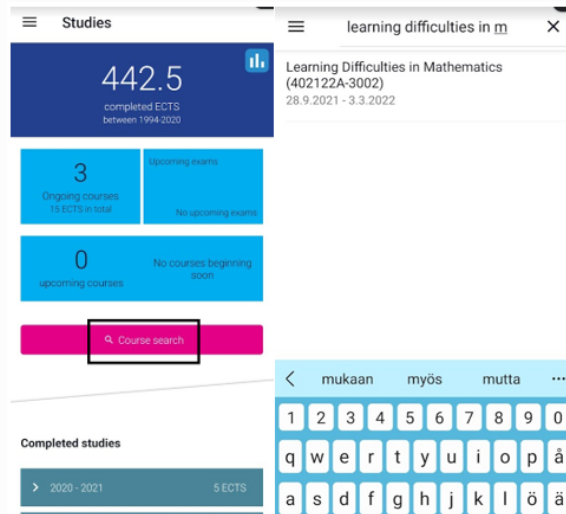 Studies
442.5
completed ECTS
between 1994-2020
3
Ongoing courses
15 ECTS in total
Upcoming exams
No upcoming exams
0
upcoming courses
No courses beginning
soon
Course search
Completed studies
2020 - 2021 5 ECTS
learning difficulties in m
Learning Difficulties in Mathematics
(402122A-3002)
28.9.2021 - 3.3.2022
mukaan myös mutta
1 2 3 4 5 6 7 8 9 0
q w e r t y u i o p å
a s d f g h j k l ö ä